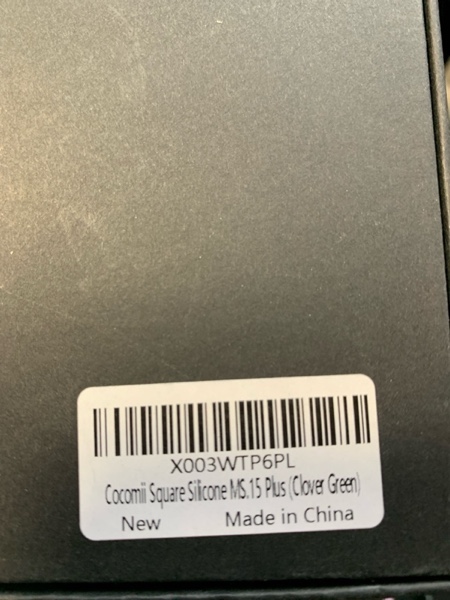 X003WTP6PL
Cocomii Square Silicone MS.15 Plus (Clover Green)
New Made in China